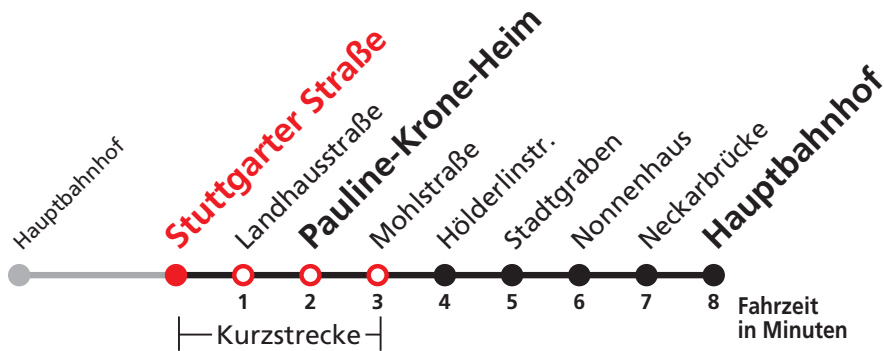 Hauptbahnhof
Stuttgarter Straße
Landhausstraße
Pauline-Krone-Heim
Mohlstraße
Hölderlinstr.
Stadtgraben
Nonnenhaus
Neckarbrücke
Hauptbahnhof
1 2 3 4 5 6 7 8 Fahrzeit
in Minuten
Kurzstrecke